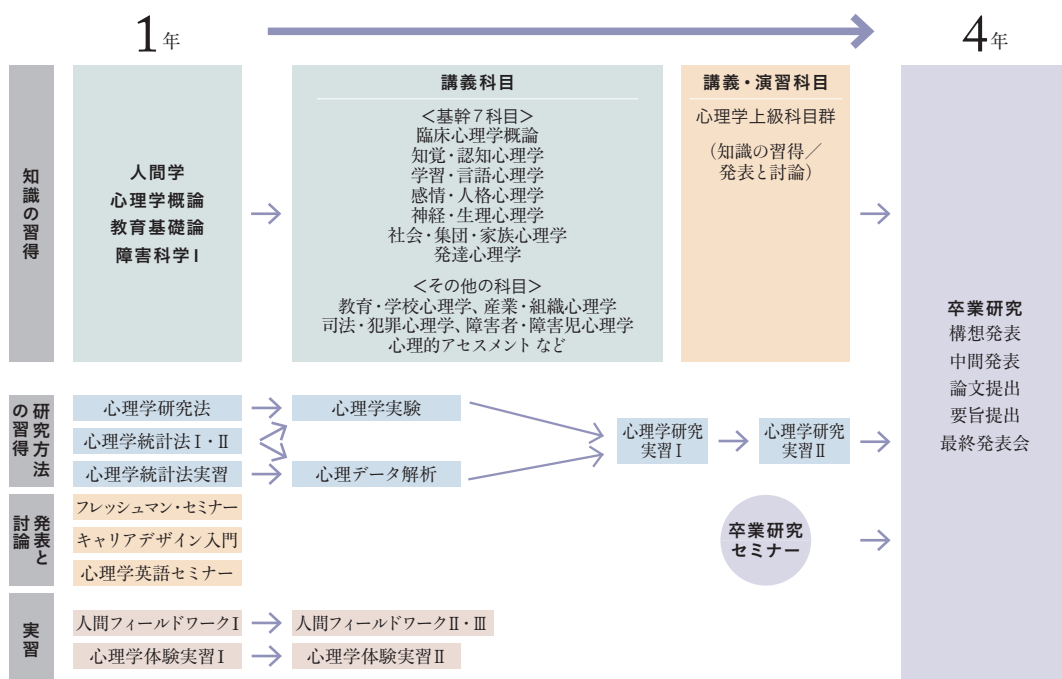 1年
4年
知識の習得
人間学
心理学概論
教育基礎論
障害科学Ⅰ
講義科目
＜基幹７科目＞
臨床心理学概論
知覚・認知心理学
学習・言語心理学
感情・人格心理学
神経・生理心理学
社会・集団・家族心理学
発達心理学
＜その他の科目＞
教育・学校心理学、産業・組織心理学
司法・犯罪心理学、障害者・障害児心理学
心理的アセスメント など
講義・演習科目
心理学上級科目群
（知識の習得／
発表と討論）
卒業研究
構想発表
中間発表
論文提出
要旨提出
最終発表会
研究方法
の習得
心理学研究法
心理学統計法Ⅰ・Ⅱ
心理学統計法実習
心理学実験
心理データ解析
心理学研究
実習Ⅰ
心理学研究
実習Ⅱ
発表と
討論
フレッシュマン・セミナー
キャリアデザイン入門
心理学英語セミナー
卒業研究
セミナー
実習
人間フィールドワークⅠ
人間フィールドワークⅡ・Ⅲ
心理学体験実習Ⅰ
心理学体験実習Ⅱ